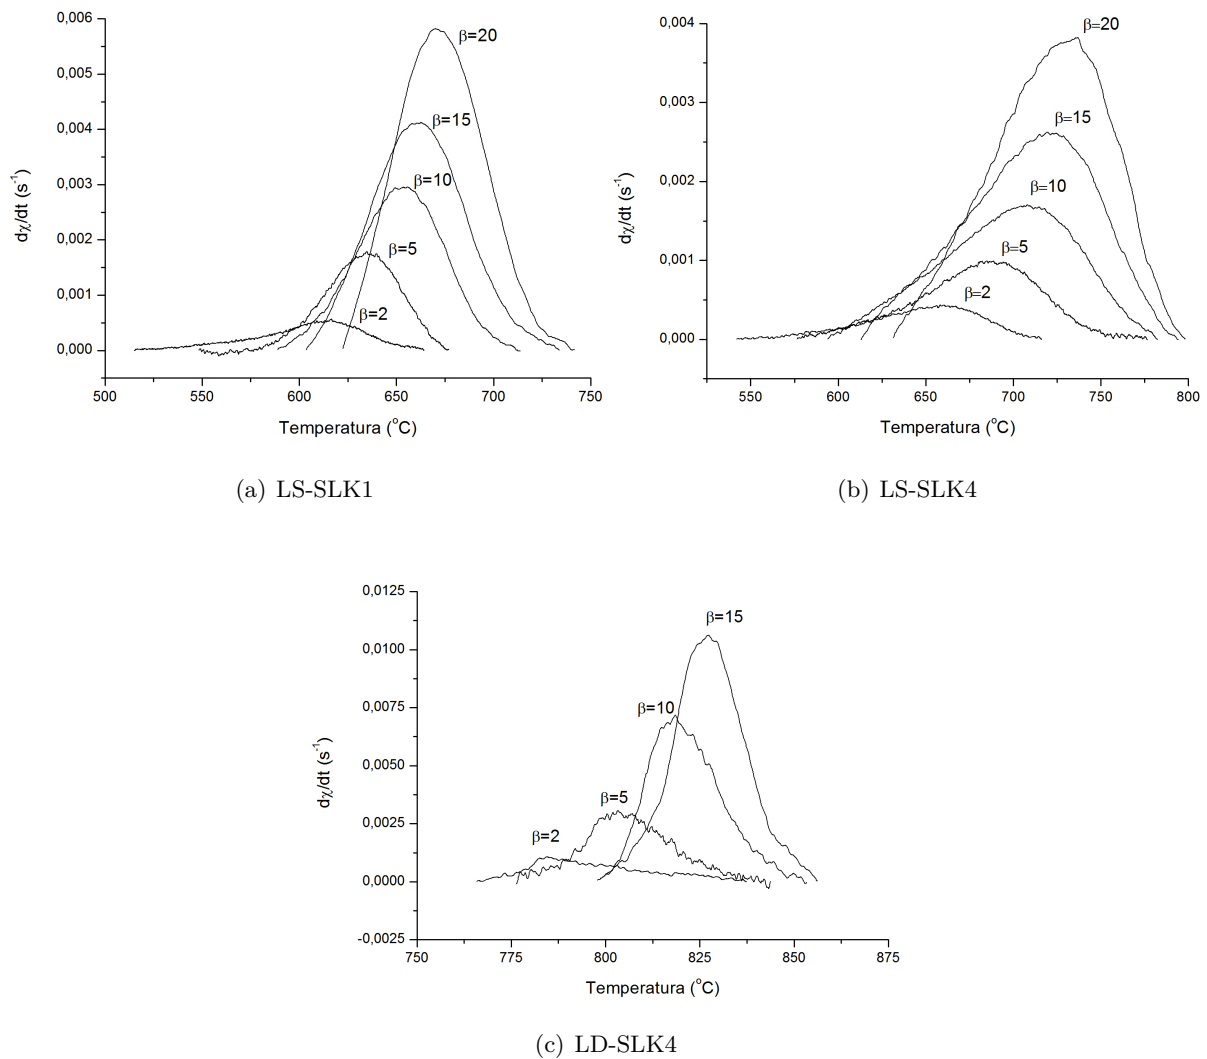 0,006
0,005
0,004
0,003
0,002
0,001
0,000
dχ/dt (s-1)
β=20
β=15
β=10
β=5
β=2
500 550 600 650 700 750
Temperatura (oC)
(a) LS-SLK1
0,004
0,003
0,002
0,001
0,000
dχ/dt (s-1)
β=20
β=15
β=10
β=5
β=2
550 600 650 700 750 800
Temperatura (oC)
(b) LS-SLK4
0,0125
0,0100
0,0075
0,0050
0,0025
0,0000
-0,0025
dχ/dt (s-1)
β=15
β=10
β=5
β=2
750 775 800 825 850 875
Temperatura (oC)
(c) LD-SLK4